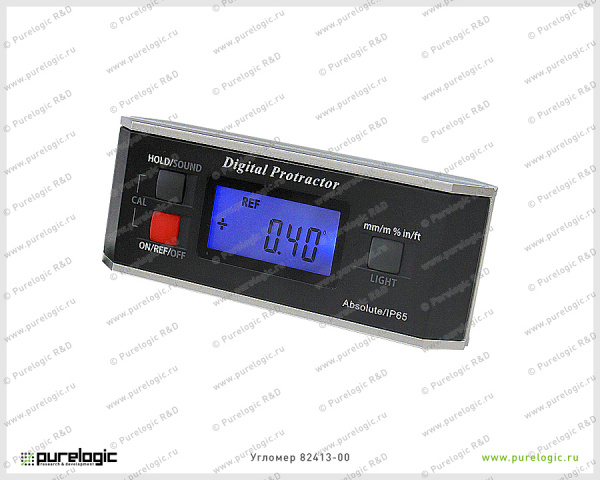 HOLD/SOUND
Digital Protractor
CAL
REF
+ 0.40°
mm/m % in/ft
ON/REF/OFF
LIGHT
Absolute/IP65
purelogic
research & development
Угломер 82413-00
www.purelogic.ru
© Purelogic R&D
www.purelogic.ru